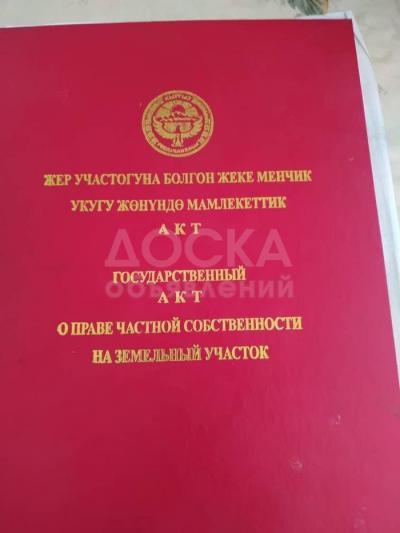 ЖЕР УЧАСТОГУНА БОЛГОН ЖЕКЕ МЕНЧИК
УКУГУ ЖӨНҮНДӨ МАМЛЕКЕТТИК
АКТ
ДОСКА
объявлений
ГОСУДАРСТВЕННЫЙ
АКТ
О ПРАВЕ ЧАСТНОЙ СОБСТВЕННОСТИ
НА ЗЕМЕЛЬНЫЙ УЧАСТОК